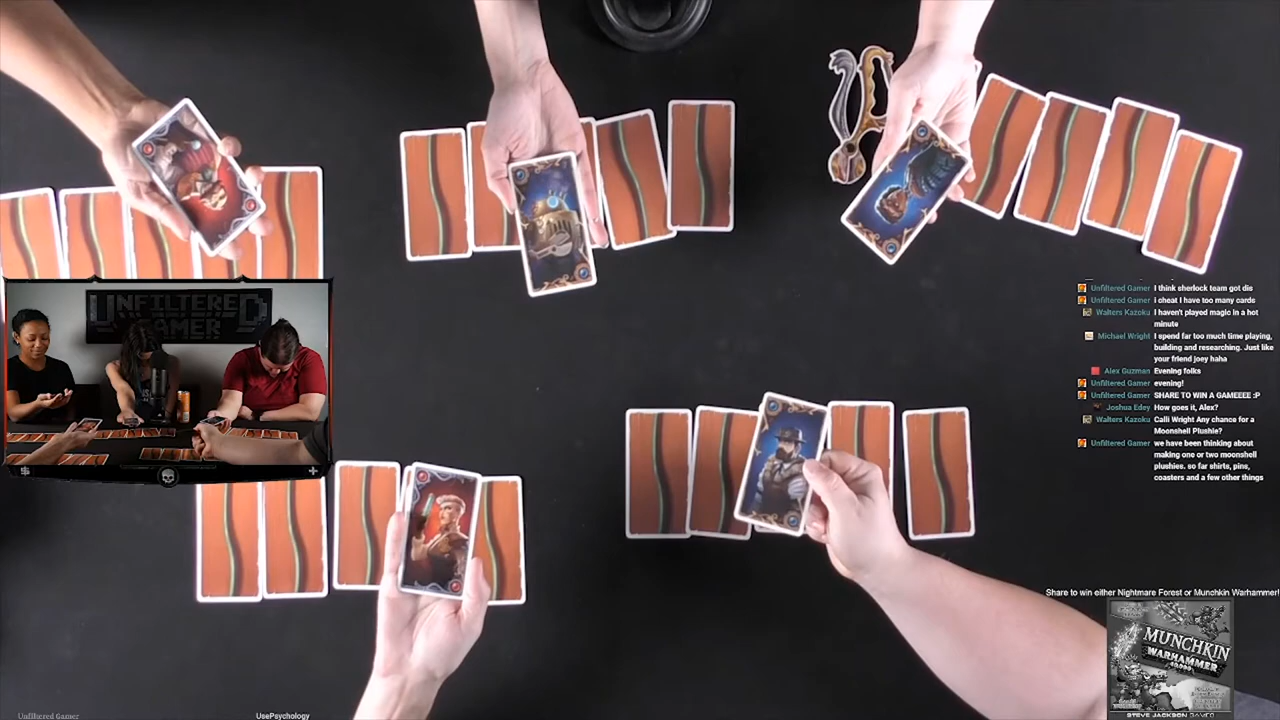 UNFILTERED
GAMER
Unfiltered Gamer I think sherlock team got dis
Unfiltered Gamer I cheat I have too many cards
Walters Kazoku I haven't played magic in a hot
minute
Michael Wright I spend far too much time playing,
building and researching. Just like
your friend joey haha
Alex Guzman Evening folks
Unfiltered Gamer evening!
Unfiltered Gamer SHARE TO WIN A GAMEEEE :P
Joshua Edey How goes it, Alex?
Walters Kazoku Calli Wright Any chance for a
Moonshell Plushie?
Unfiltered Gamer we have been thinking about
making one or two moonshell
plushies. so far shirts, pins,
coasters and a few other things
Share to win either Nightmare Forest or Munchkin Warhammer!
MUNCHKIN
WARHAMMER
40,000
STEVE JACKSON GAMES
Unfiltered Gamer
UsePsychology